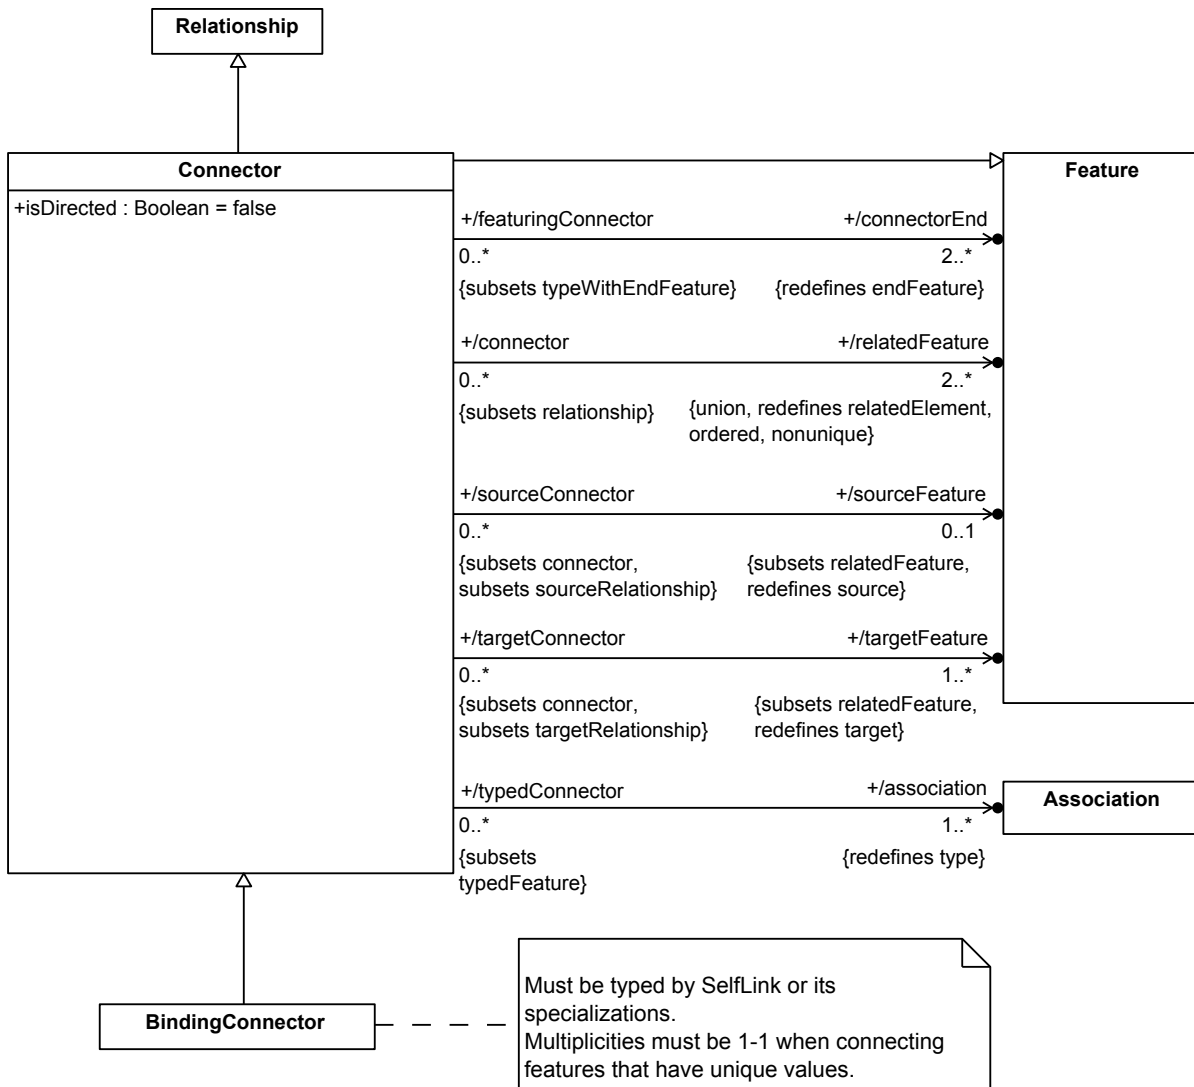 Relationship
Connector
Feature
+isDirected : Boolean = false
+/featuringConnector
+/connectorEnd
0..*
2..*
{subsets typeWithEndFeature}
{redefines endFeature}
+/connector
+/relatedFeature
0..*
2..*
{subsets relationship}
{union, redefines relatedElement,
ordered, nonunique}
+/sourceConnector
+/sourceFeature
0..*
0..1
{subsets connector,
subsets sourceRelationship}
{subsets relatedFeature,
redefines source}
+/targetConnector
+/targetFeature
0..*
1..*
{subsets connector,
subsets targetRelationship}
{subsets relatedFeature,
redefines target}
+/typedConnector
+/association
Association
0..*
1..*
{subsets
typedFeature}
{redefines type}
BindingConnector
Must be typed by SelfLink or its
specializations.
Multiplicities must be 1-1 when connecting
features that have unique values.